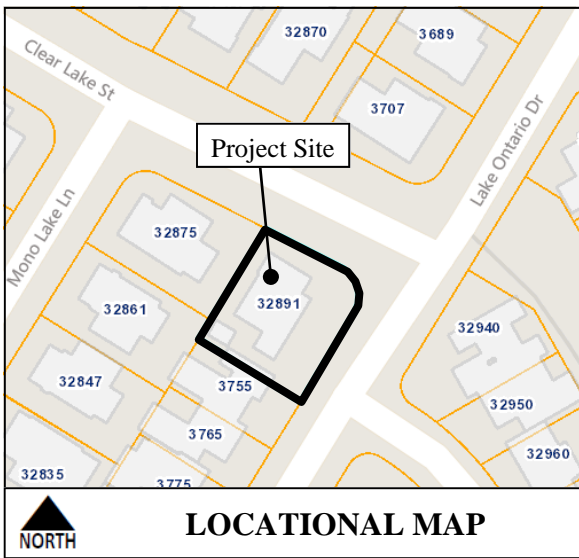 32870
3689
Clear Lake St
3707
Lake Ontario Dr
Project Site
Mono Lake Ln
32875
32891
32861
32940
32847
3755
32950
3765
32960
32835
3775
NORTH
LOCATIONAL MAP